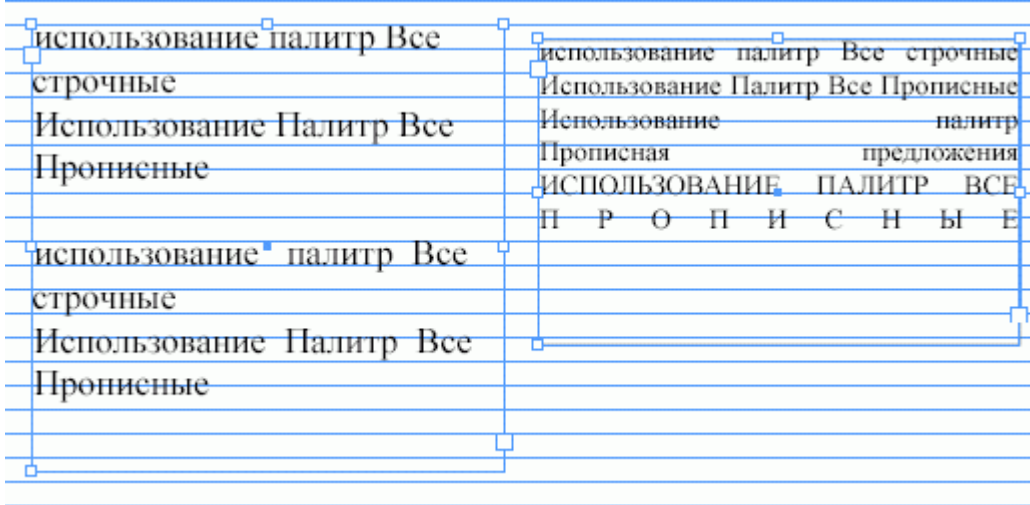 использование палитр Все
строчные
Использование Палитр Все
Прописные
использование палитр Все
строчные
Использование Палитр Все
Прописные
использование палитр Все строчные
Использование Палитр Все Прописные
Использование палитр
Прописная предложения
ИСПОЛЬЗОВАНИЕ ПАЛИТР ВСЕ
П Р О П И С Н Ы Е